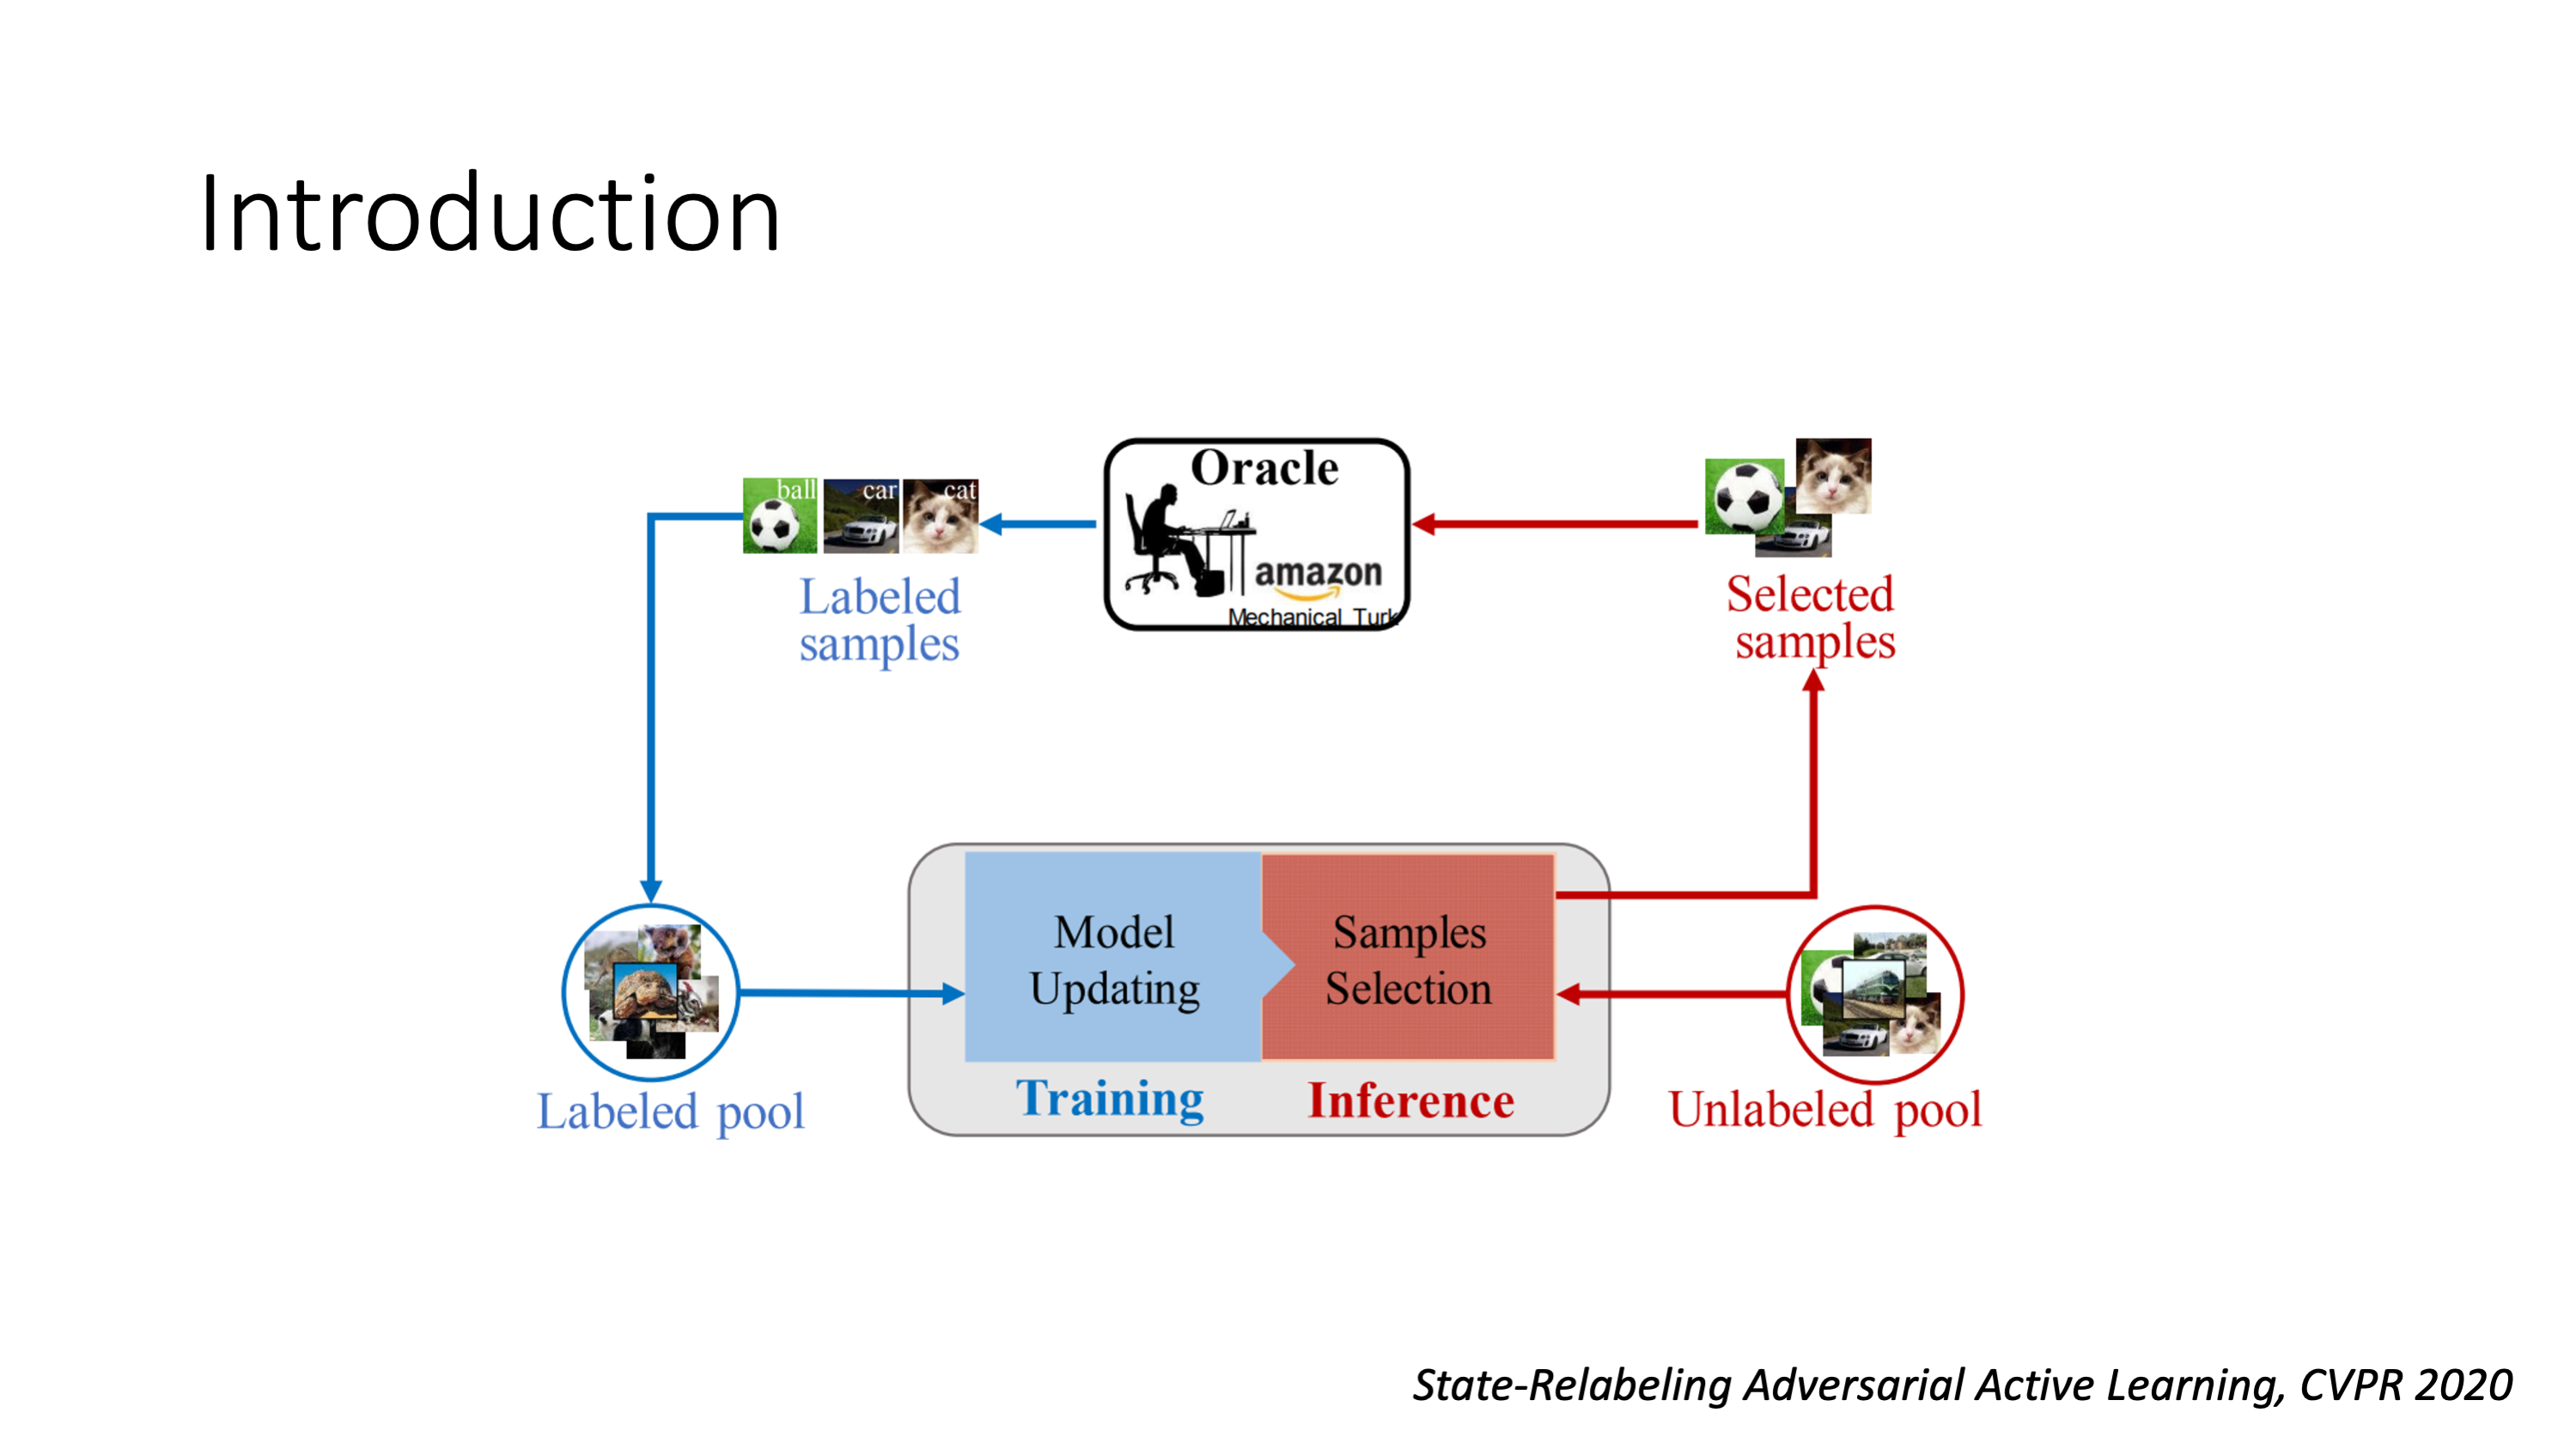 Introduction
ball
car
cat
Labeled
samples
Oracle
amazon
Mechanical Turk
Selected
samples
Model
Updating
Samples
Selection
Training
Inference
Labeled pool
Unlabeled pool
State-Relabeling Adversarial Active Learning, CVPR 2020